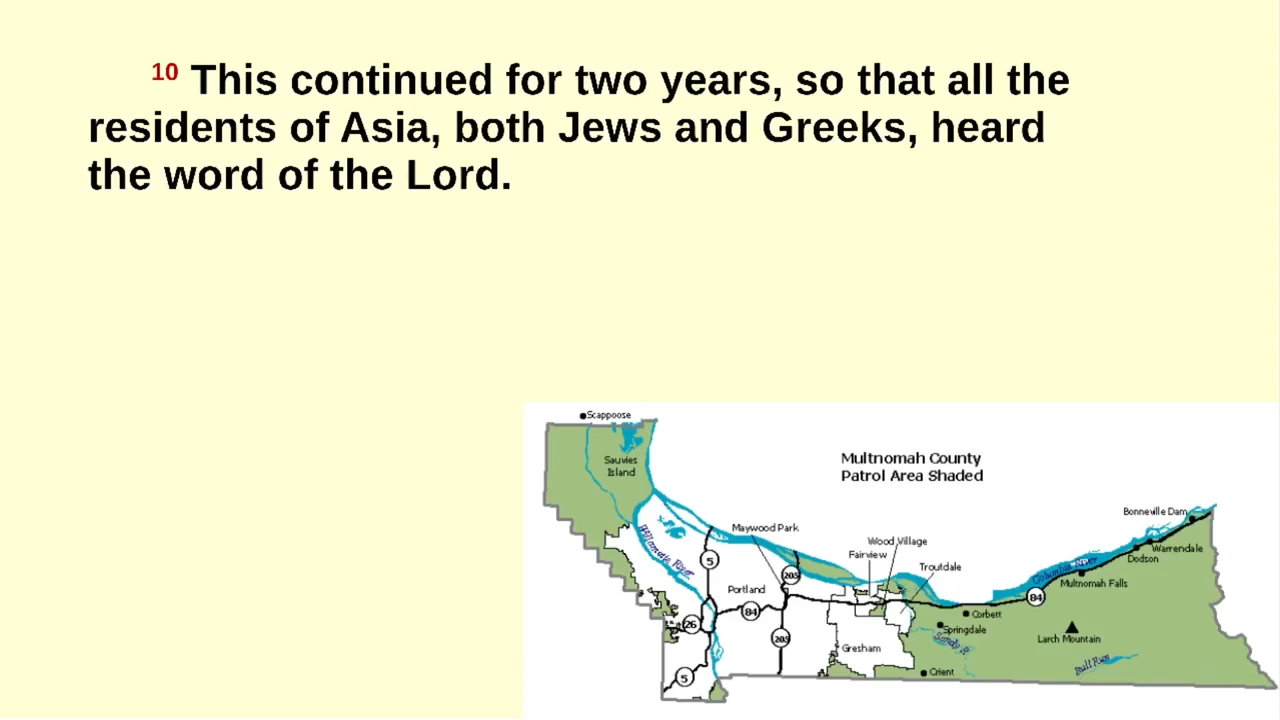 10 This continued for two years, so that all the
residents of Asia, both Jews and Greeks, heard
the word of the Lord.
Scappoose
Sauvies
Island
Multnomah County
Patrol Area Shaded
Bonneville Dam
Maywood Park
Willamette River
Wood Village
Warrendale
Fairview
Dodson
5
Troutdale
Columbia River
205
Multnomah Falls
Portland
84
84
Corbett
26
Springdale
205
Larch Mountain
Sandy R.
Gresham
Bull Run
Orient
5